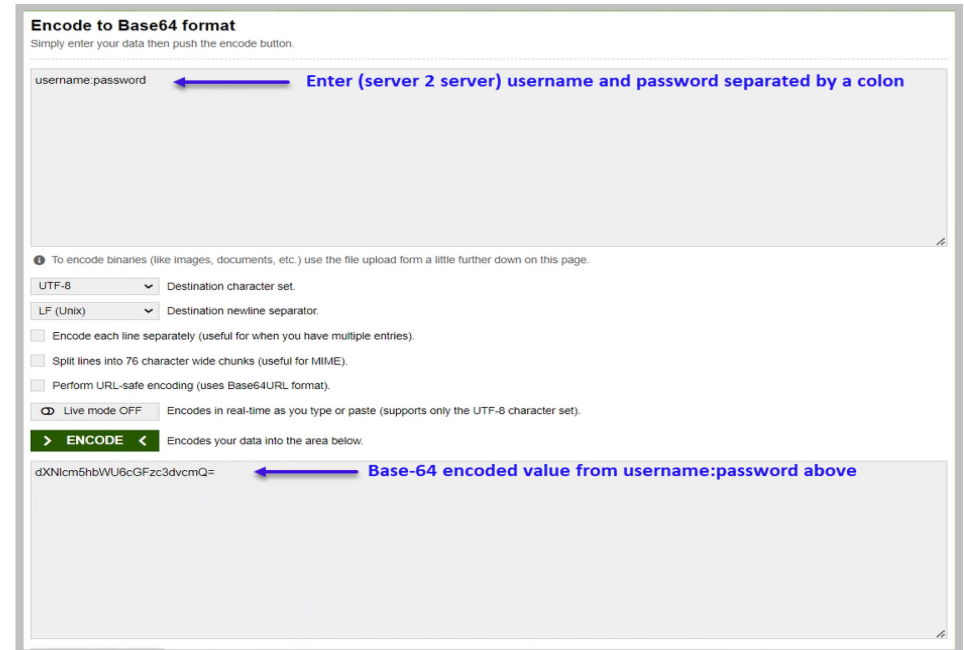 Encode to Base64 format
Simply enter your data then push the encode button.
username:password
Enter (server 2 server) username and password separated by a colon
To encode binaries (like images, documents, etc.) use the file upload form a little further down on this page.
UTF-8 Destination character set.
LF (Unix) Destination newline separator.
Encode each line separately (useful for when you have multiple entries).
Split lines into 76 character wide chunks (useful for MIME).
Perform URL-safe encoding (uses Base64URL format).
Live mode OFF Encodes in real-time as you type or paste (supports only the UTF-8 character set).
> ENCODE < Encodes your data into the area below.
dXNlcm5hbWU6cGFzc3dvcmQ=
Base-64 encoded value from username:password above